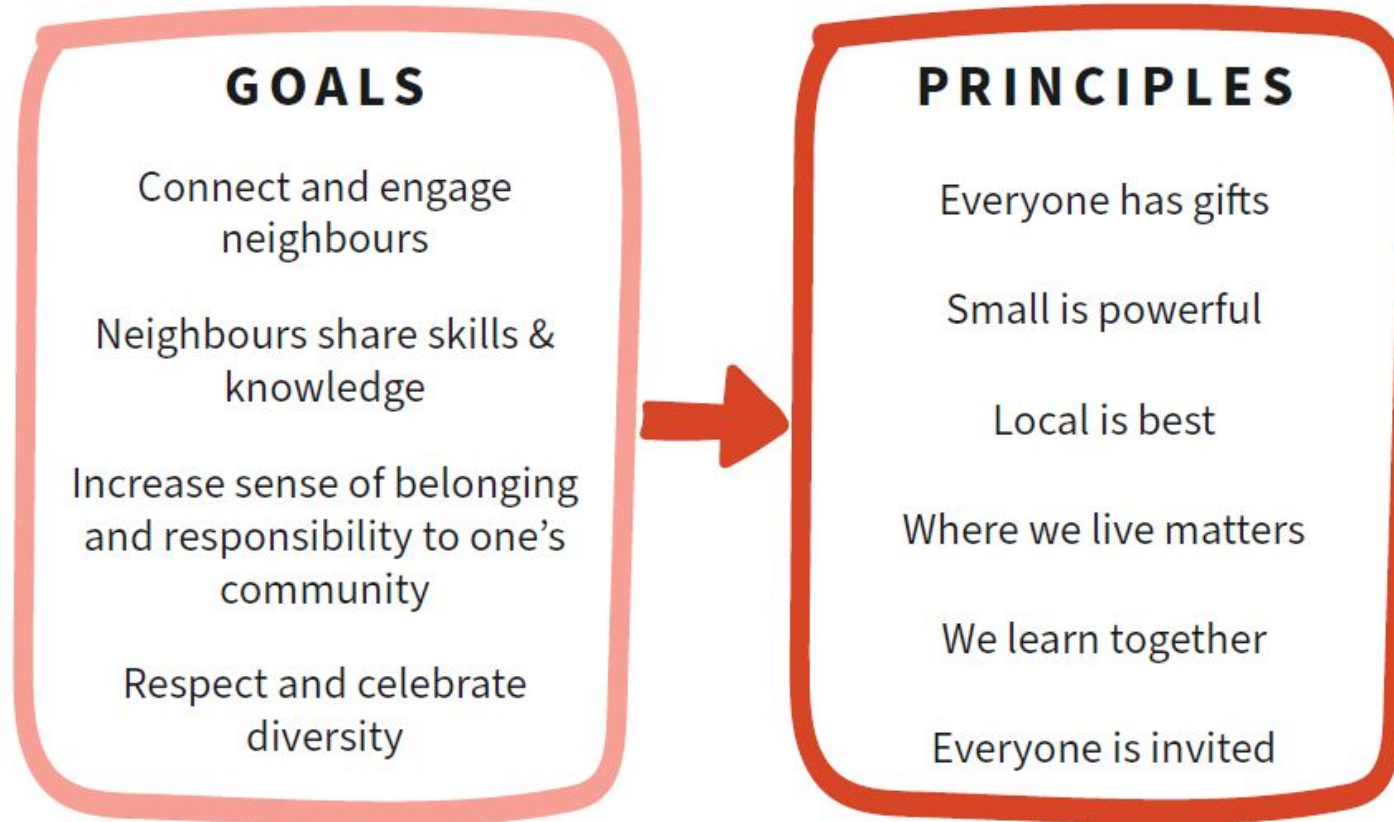 GOALS
Connect and engage
neighbours
Neighbours share skills &
knowledge
Increase sense of belonging
and responsibility to one’s
community
Respect and celebrate
diversity
PRINCIPLES
Everyone has gifts
Small is powerful
Local is best
Where we live matters
We learn together
Everyone is invited